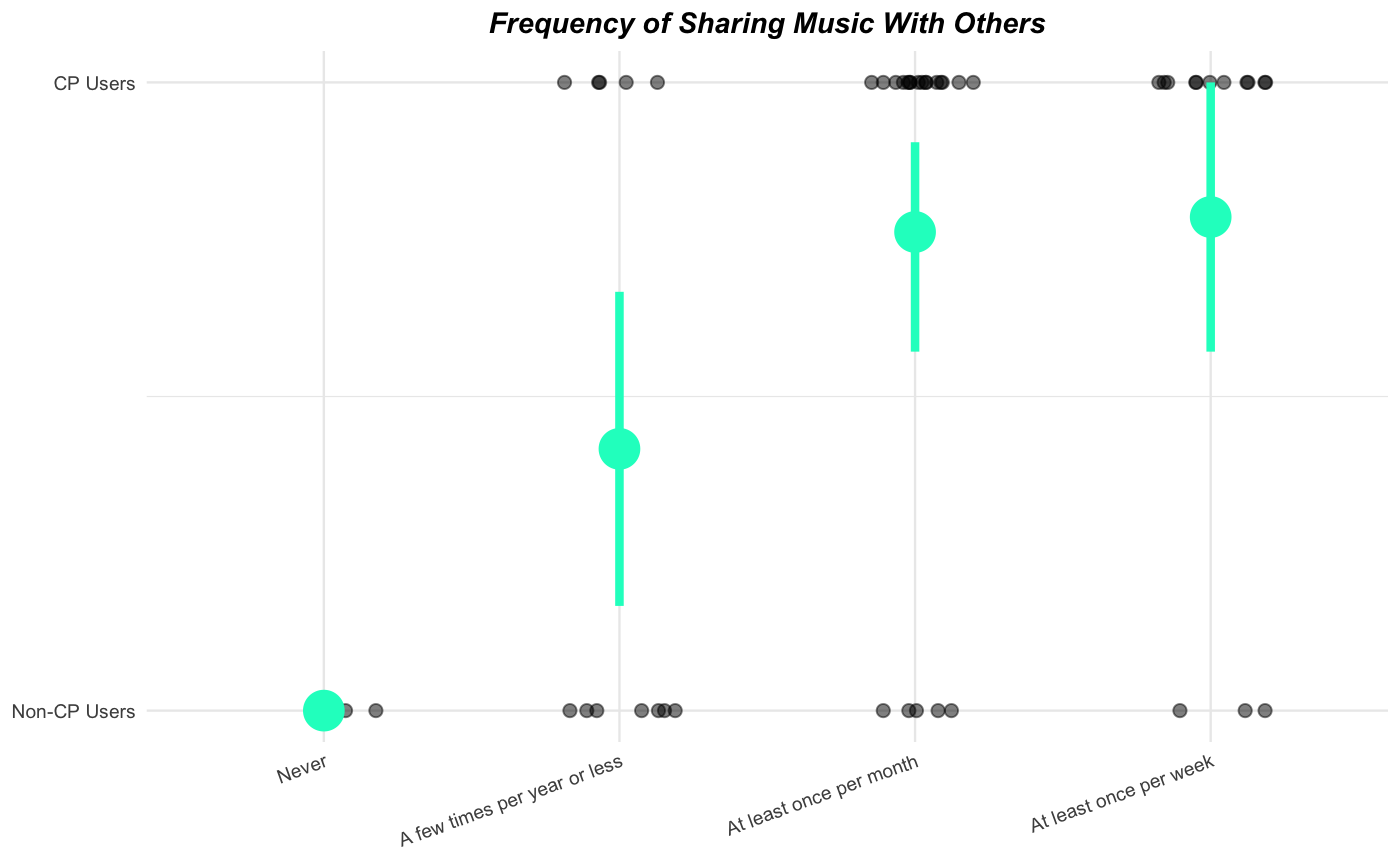 Frequency of Sharing Music With Others
CP Users
Non-CP Users
Never
A few times per year or less
At least once per month
At least once per week